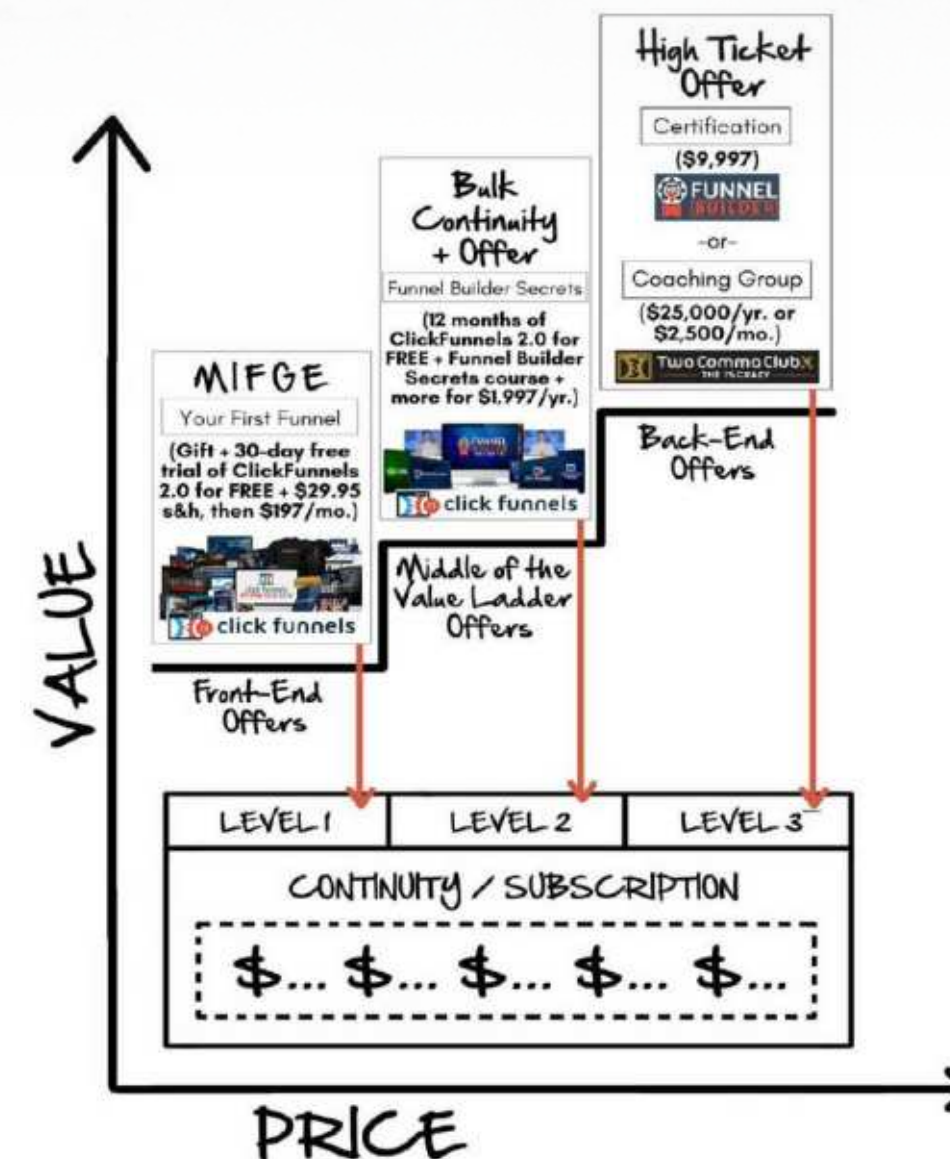 High Ticket
Offer
Certification
($9,997)
FUNNEL
BUILDER
-or-
Coaching Group
($25,000/yr. or
$2,500/mo.)
Two Comma Club X
Bulk
Continuity
+ Offer
Funnel Builder Secrets
(12 months of
ClickFunnels 2.0 for
FREE + Funnel Builder
Secrets course +
more for $1,997/yr.)
click funnels
MIFGE
Your First Funnel
(Gift + 30-day free
trial of ClickFunnels
2.0 for FREE + $29.95
s&h, then $197/mo.)
click funnels
Back-End
Offers
Middle of the
Value Ladder
Offers
Front-End
Offers
VALUE
LEVEL 1
LEVEL 2
LEVEL 3
CONTINUITY / SUBSCRIPTION
$... $... $... $... $...
PRICE